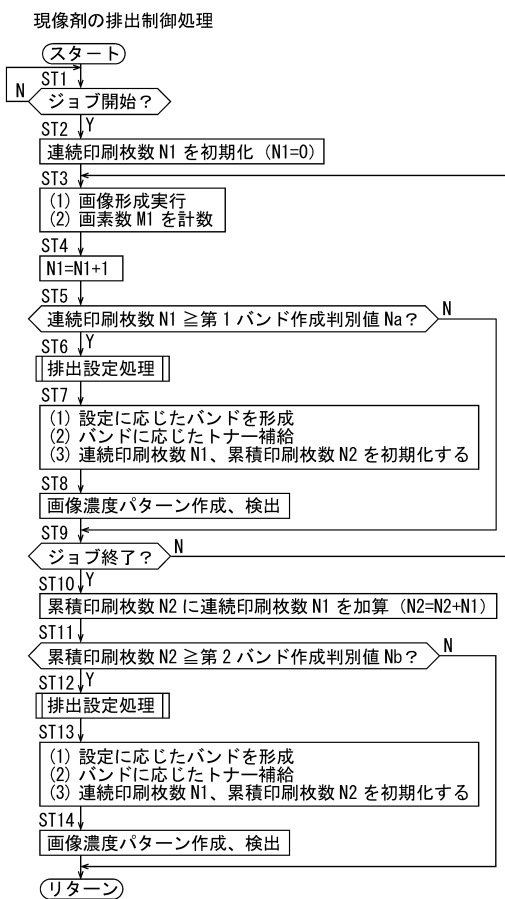 現像剤の排出制御処理
スタート
ST1
N
ジョブ開始？
Y
ST2
連続印刷枚数 N1 を初期化（N1=0）
ST3
(1) 画像形成実行
(2) 画素数 M1 を計数
ST4
N1=N1+1
ST5
連続印刷枚数 N1 ≧第 1 バンド作成判別値 Na？
N
Y
ST6
排出設定処理
ST7
(1) 設定に応じたバンドを形成
(2) バンドに応じたトナー補給
(3) 連続印刷枚数 N1、累積印刷枚数 N2 を初期化する
ST8
画像濃度パターン作成、検出
ST9
ジョブ終了？
N
Y
ST10
累積印刷枚数 N2 に連続印刷枚数 N1 を加算（N2=N2+N1）
ST11
累積印刷枚数 N2 ≧第 2 バンド作成判別値 Nb？
N
Y
ST12
排出設定処理
ST13
(1) 設定に応じたバンドを形成
(2) バンドに応じたトナー補給
(3) 連続印刷枚数 N1、累積印刷枚数 N2 を初期化する
ST14
画像濃度パターン作成、検出
リターン